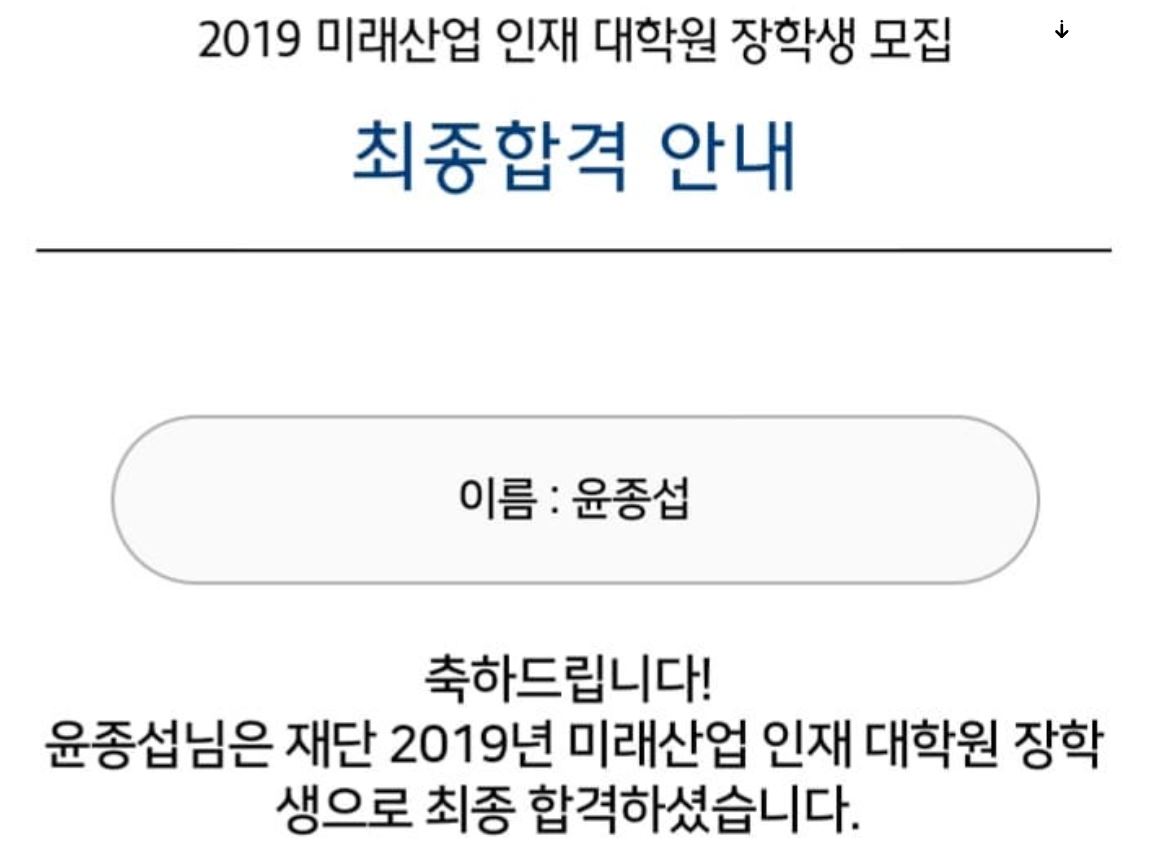 2019 미래산업 인재 대학원 장학생 모집
최종합격 안내
이름 : 윤종섭
축하드립니다!
윤종섭님은 재단 2019년 미래산업 인재 대학원 장학
생으로 최종 합격하셨습니다.